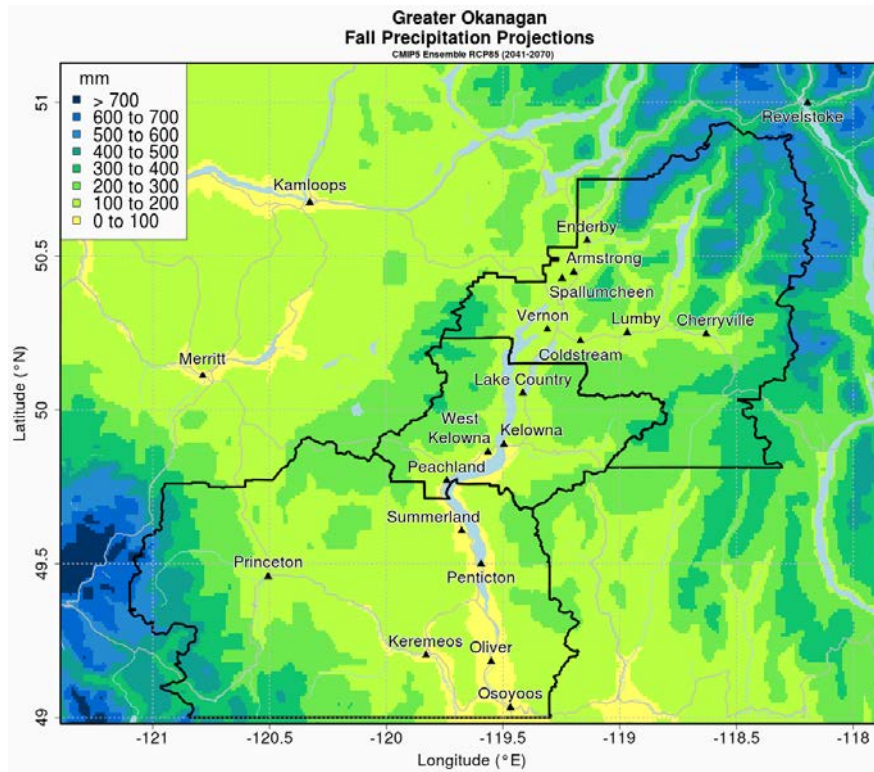 Greater Okanagan
Fall Precipitation Projections
CMIP5 Ensemble RCP85 (2041-2070)
mm
> 700
600 to 700
500 to 600
400 to 500
300 to 400
200 to 300
100 to 200
0 to 100
Revelstoke
Kamloops
Enderby
Armstrong
Spallumcheen
Vernon
Lumby
Cherryville
Coldstream
Merritt
Lake Country
West
Kelowna
Kelowna
Peachland
Summerland
Princeton
Penticton
Keremeos
Oliver
Osoyoos
51
50.5
50
49.5
49
Latitude (°N)
-121
-120.5
-120
-119.5
-119
-118.5
-118
Longitude (°E)